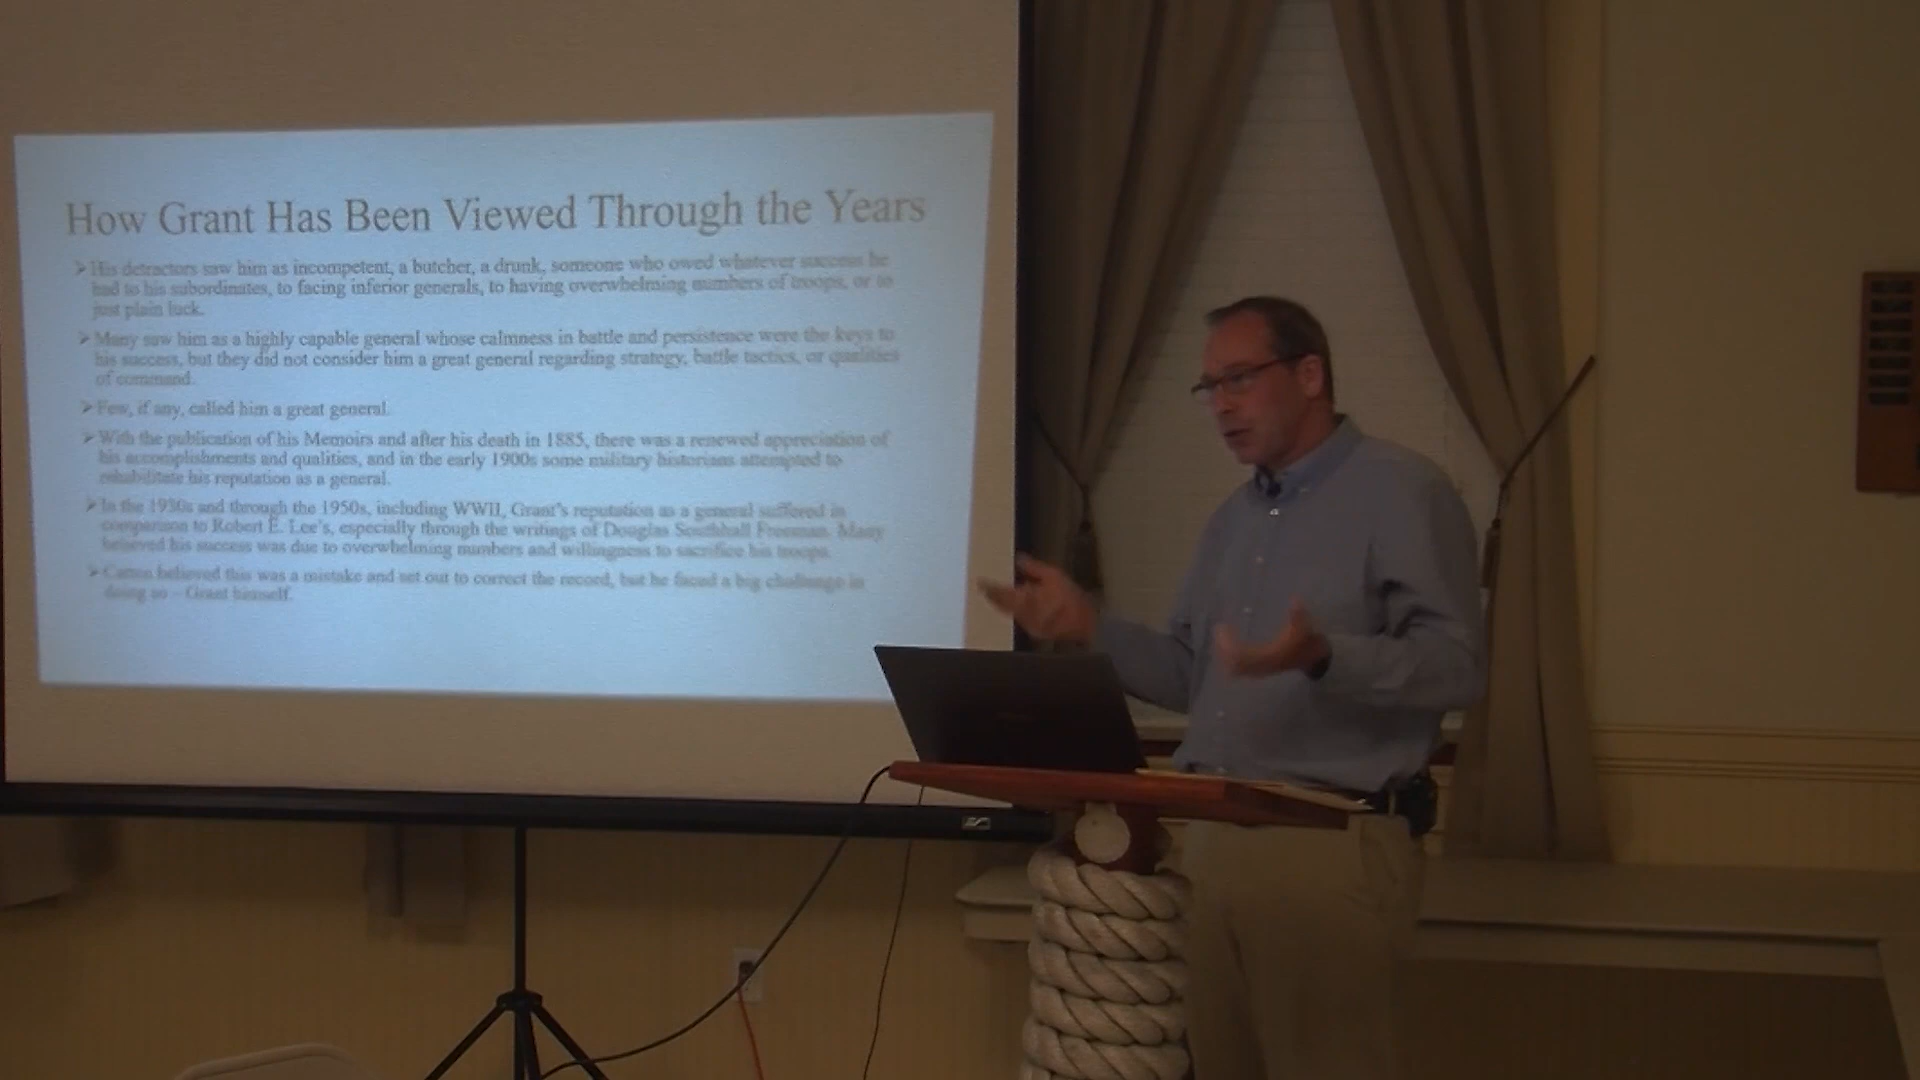 How Grant Has Been Viewed Through the Years
➤ His detractors saw him as incompetent, a butcher, a drunk, someone who owed whatever success he
had to his subordinates, to facing inferior generals, to having overwhelming numbers of troops, or to
just plain luck.
➤ Many saw him as a highly capable general whose calmness in battle and persistence were the keys to
his success, but they did not consider him a great general regarding strategy, battle tactics, or qualities
of command.
➤ Few, if any, called him a great general.
➤ With the publication of his Memoirs and after his death in 1885, there was a renewed appreciation of
his accomplishments and qualities, and in the early 1900s some military historians attempted to
rehabilitate his reputation as a general.
➤ In the 1930s and through the 1950s, including WWII, Grant's reputation as a general suffered in
comparison to Robert E. Lee's, especially through the writings of Douglas Southhall Freeman. Many
believed his success was due to overwhelming numbers and willingness to sacrifice his troops.
➤ Catton believed this was a mistake and set out to correct the record, but he faced a big challenge in
doing so – Grant himself.